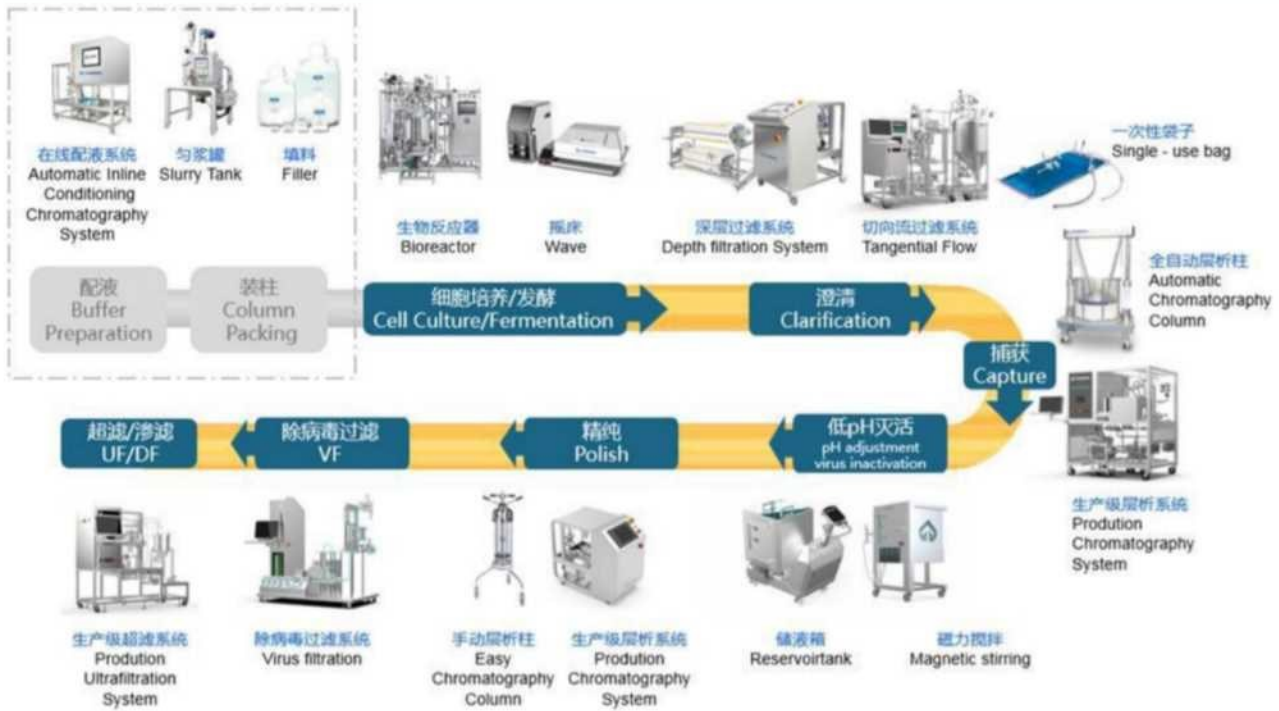 在线配液系统
Automatic Inline
Conditioning
Chromatography
System
匀浆罐
Slurry Tank
填料
Filler
生物反应器
Bioreactor
摇床
Wave
深层过滤系统
Depth filtration System
切向流过滤系统
Tangential Flow
一次性袋子
Single - use bag
全自动层析柱
Automatic
Chromatography
Column
配液
Buffer
Preparation
装柱
Column
Packing
细胞培养/发酵
Cell Culture/Fermentation
澄清
Clarification
捕获
Capture
超滤/渗滤
UF/DF
除病毒过滤
VF
精纯
Polish
低pH灭活
pH adjustment
virus inactivation
生产级层析系统
Prodution
Chromatography
System
生产级超滤系统
Prodution
Ultrafiltration
System
除病毒过滤系统
Virus filtration
手动层析柱
Easy
Chromatography
Column
生产级层析系统
Prodution
Chromatography
System
储液箱
Reservoirtank
磁力搅拌
Magnetic stirring